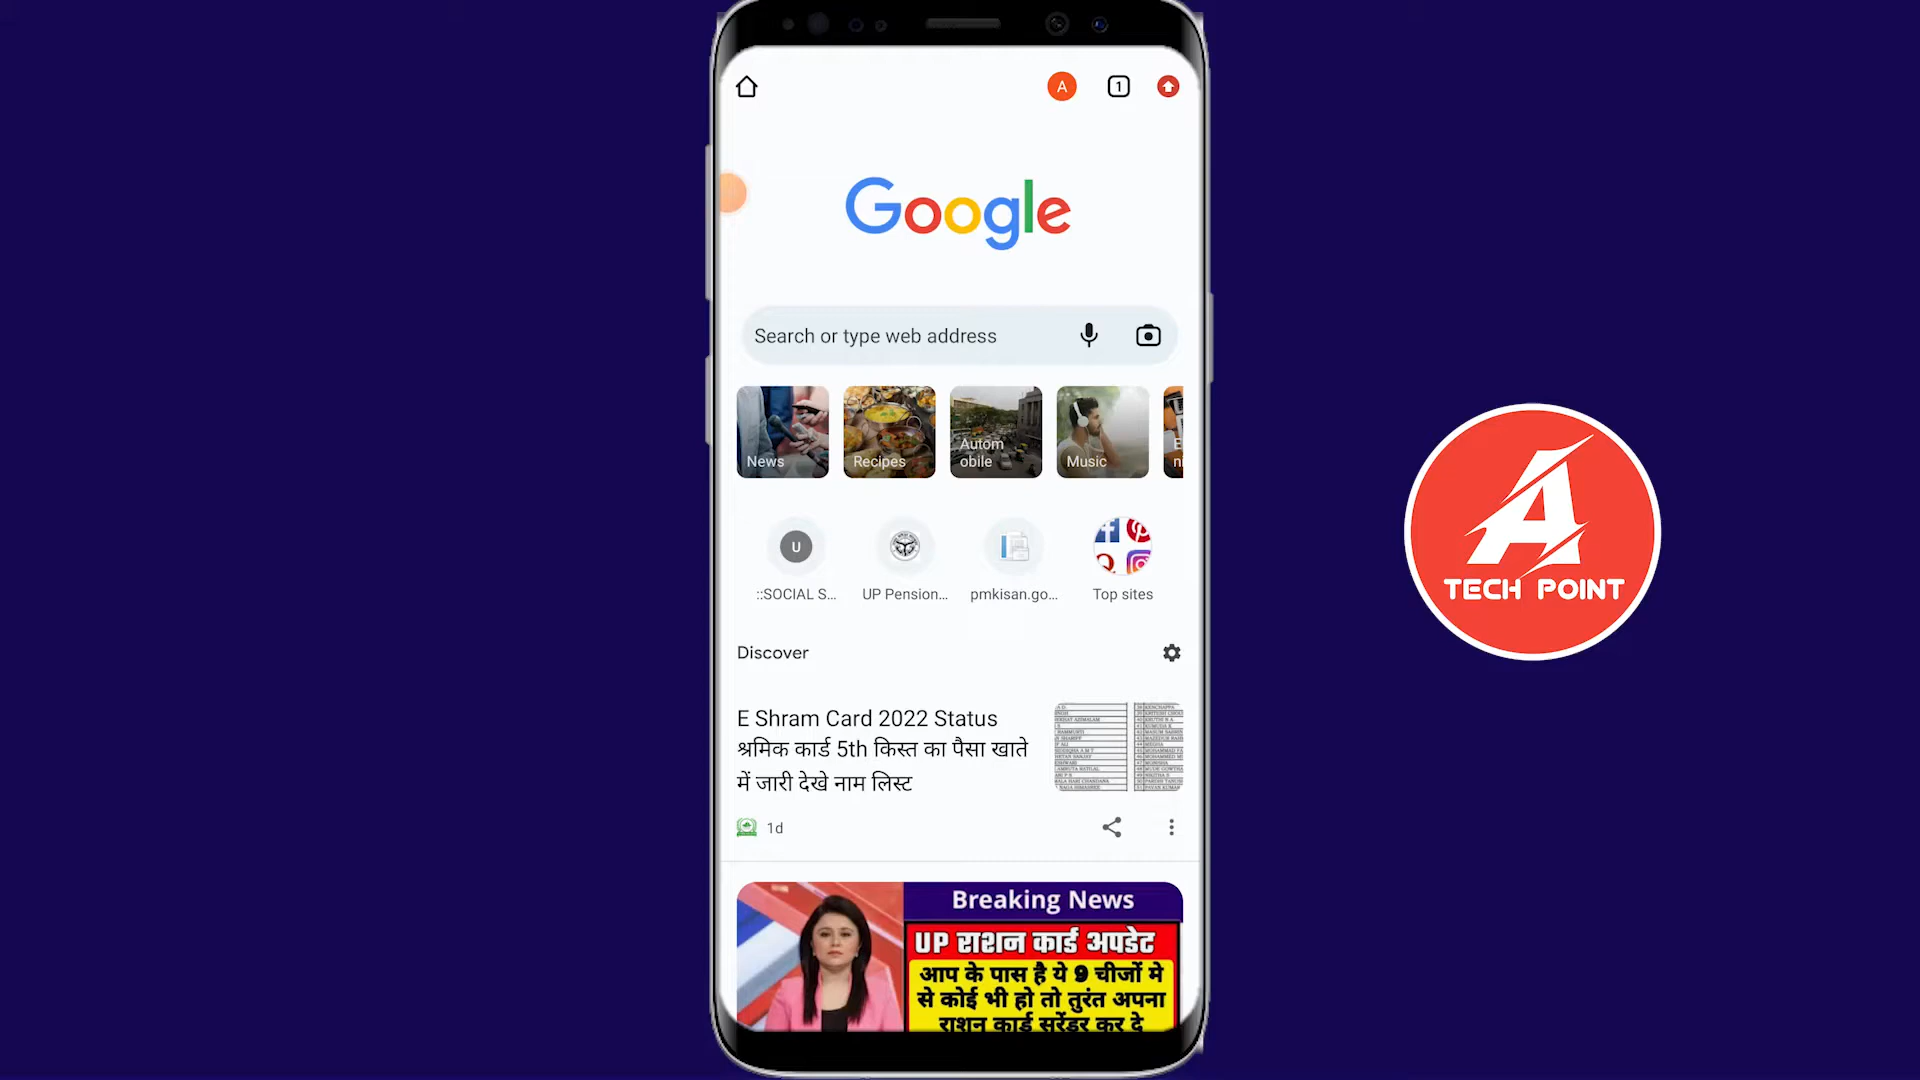 A
1
Google
Search or type web address
News
Recipes
Autom
obile
Music
U
::SOCIAL S...
UP Pension...
pmkisan.go...
Top sites
Discover
E Shram Card 2022 Status
श्रमिक कार्ड 5th किस्त का पैसा खाते
में जारी देखे नाम लिस्ट
1d
Breaking News
UP राशन कार्ड अपडेट
आप के पास है ये 9 चीजों मे
से कोई भी हो तो तुरंत अपना
राशन कार्ड सरेंडर कर दे
A
TECH POINT